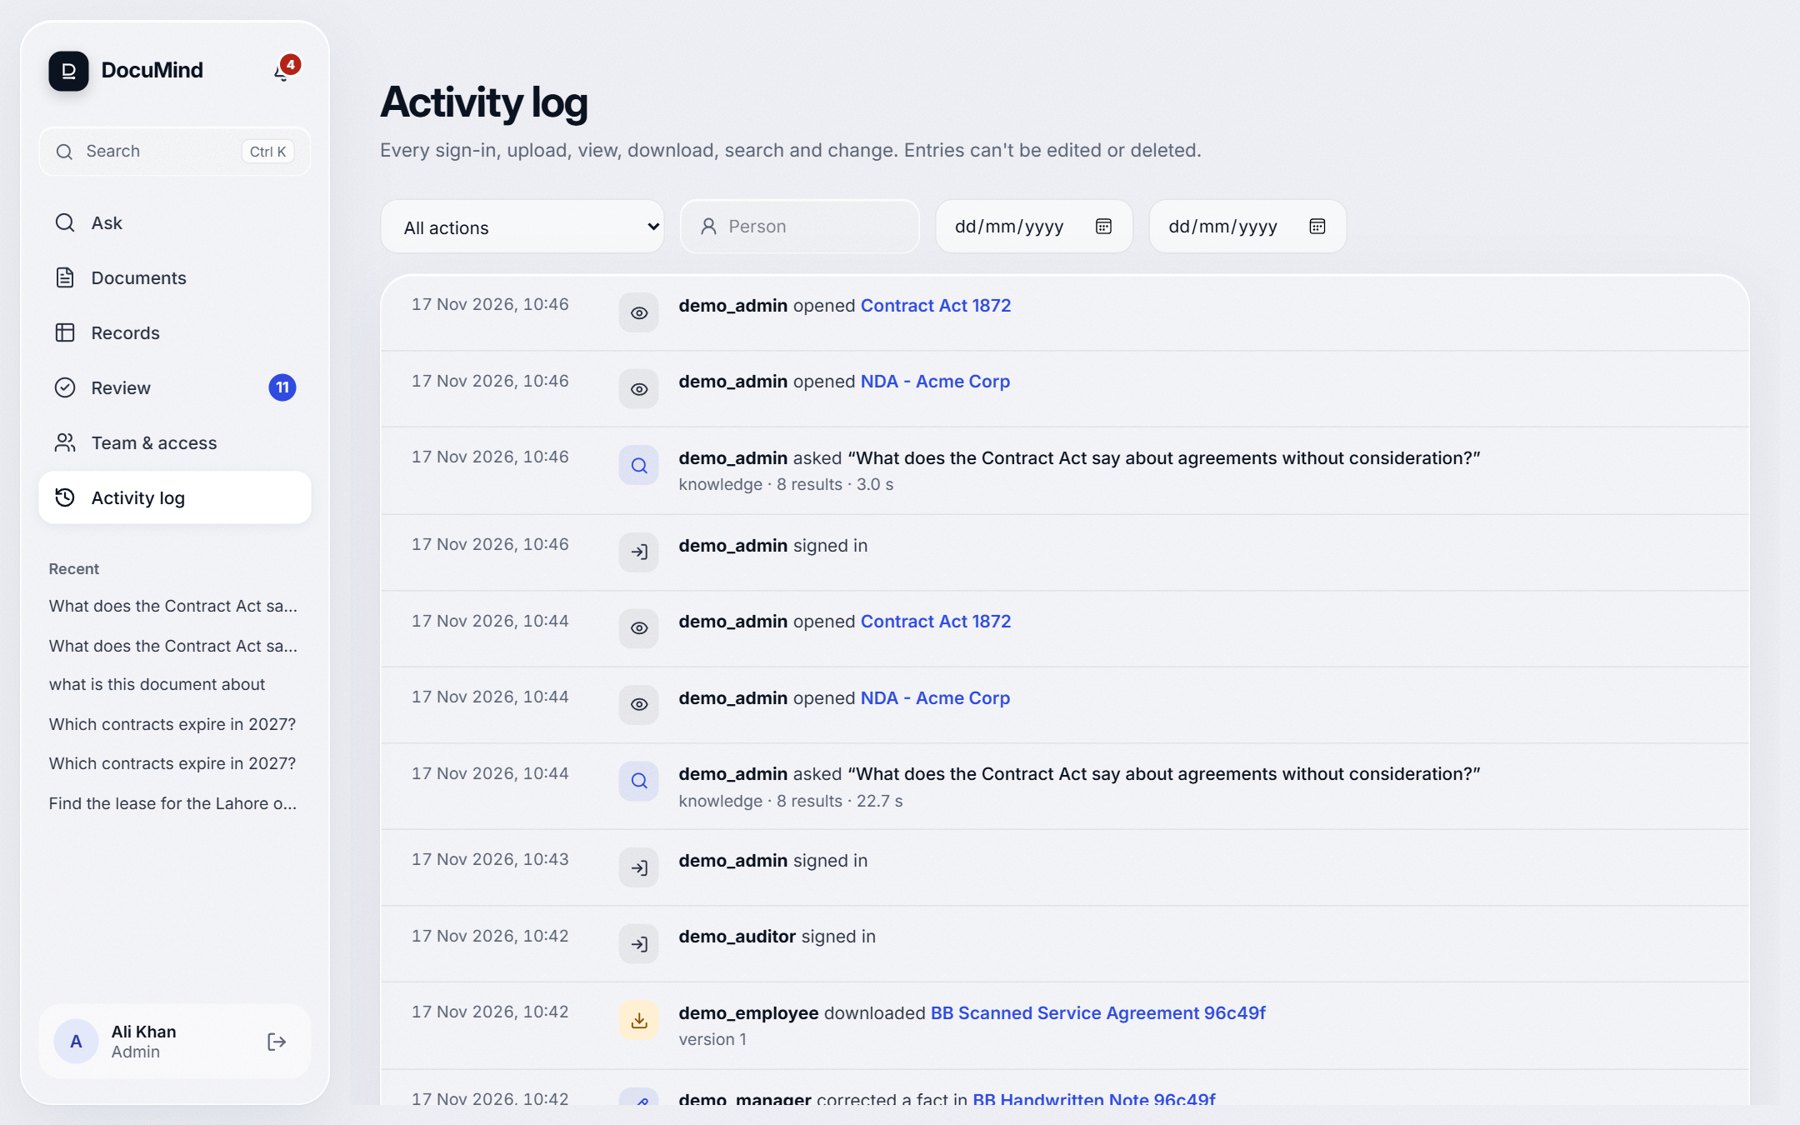 DocuMind
4
Search
Ctrl K
Ask
Documents
Records
Review
11
Team & access
Activity log
Recent
What does the Contract Act sa...
What does the Contract Act sa...
what is this document about
Which contracts expire in 2027?
Which contracts expire in 2027?
Find the lease for the Lahore o...
A
Ali Khan
Admin
Activity log
Every sign-in, upload, view, download, search and change. Entries can't be edited or deleted.
All actions
Person
dd/mm/yyyy
dd/mm/yyyy
17 Nov 2026, 10:46
demo_admin opened Contract Act 1872
17 Nov 2026, 10:46
demo_admin opened NDA - Acme Corp
17 Nov 2026, 10:46
demo_admin asked “What does the Contract Act say about agreements without consideration?”
knowledge · 8 results · 3.0 s
17 Nov 2026, 10:46
demo_admin signed in
17 Nov 2026, 10:44
demo_admin opened Contract Act 1872
17 Nov 2026, 10:44
demo_admin opened NDA - Acme Corp
17 Nov 2026, 10:44
demo_admin asked “What does the Contract Act say about agreements without consideration?”
knowledge · 8 results · 22.7 s
17 Nov 2026, 10:43
demo_admin signed in
17 Nov 2026, 10:42
demo_auditor signed in
17 Nov 2026, 10:42
demo_employee downloaded BB Scanned Service Agreement 96c49f
version 1
17 Nov 2026, 10:42
demo_manager corrected a fact in BB Handwritten Note 96c49f